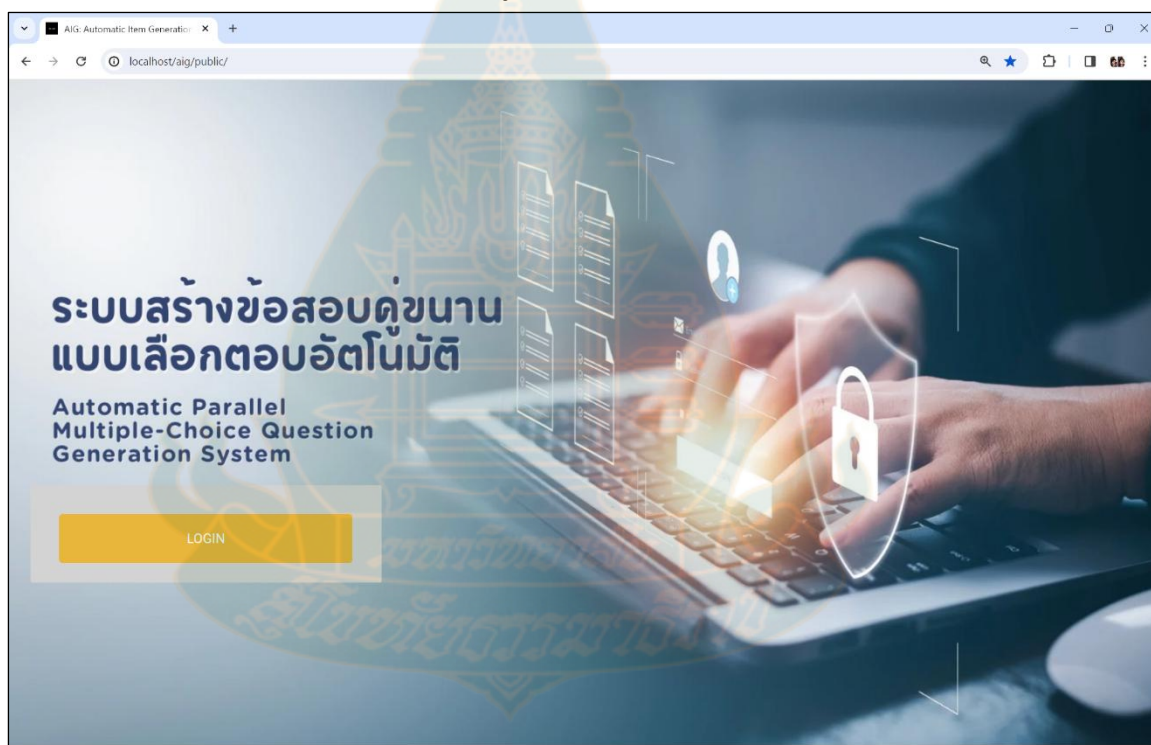 AIG: Automatic Item Generation
localhost/aig/public/
ระบบสร้างข้อสอบคู่ขนาน
แบบเลือกตอบอัตโนมัติ
Automatic Parallel
Multiple-Choice Question
Generation System
LOGIN